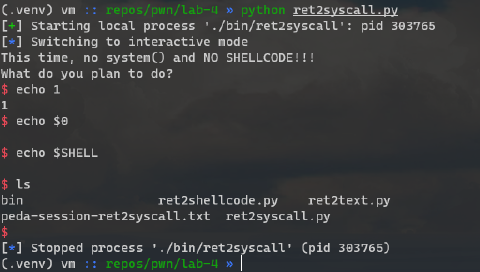 (.venv) vm :: repos/pwn/lab-4 » python ret2syscall.py
[+] Starting local process './bin/ret2syscall': pid 303765
[*] Switching to interactive mode
This time, no system() and NO SHELLCODE!!!
What do you plan to do?
$ echo 1
1
$ echo $0

$ echo $SHELL

$ ls
bin                  ret2shellcode.py    ret2text.py
peda-session-ret2syscall.txt  ret2syscall.py
$
[*] Stopped process './bin/ret2syscall' (pid 303765)
(.venv) vm :: repos/pwn/lab-4 »